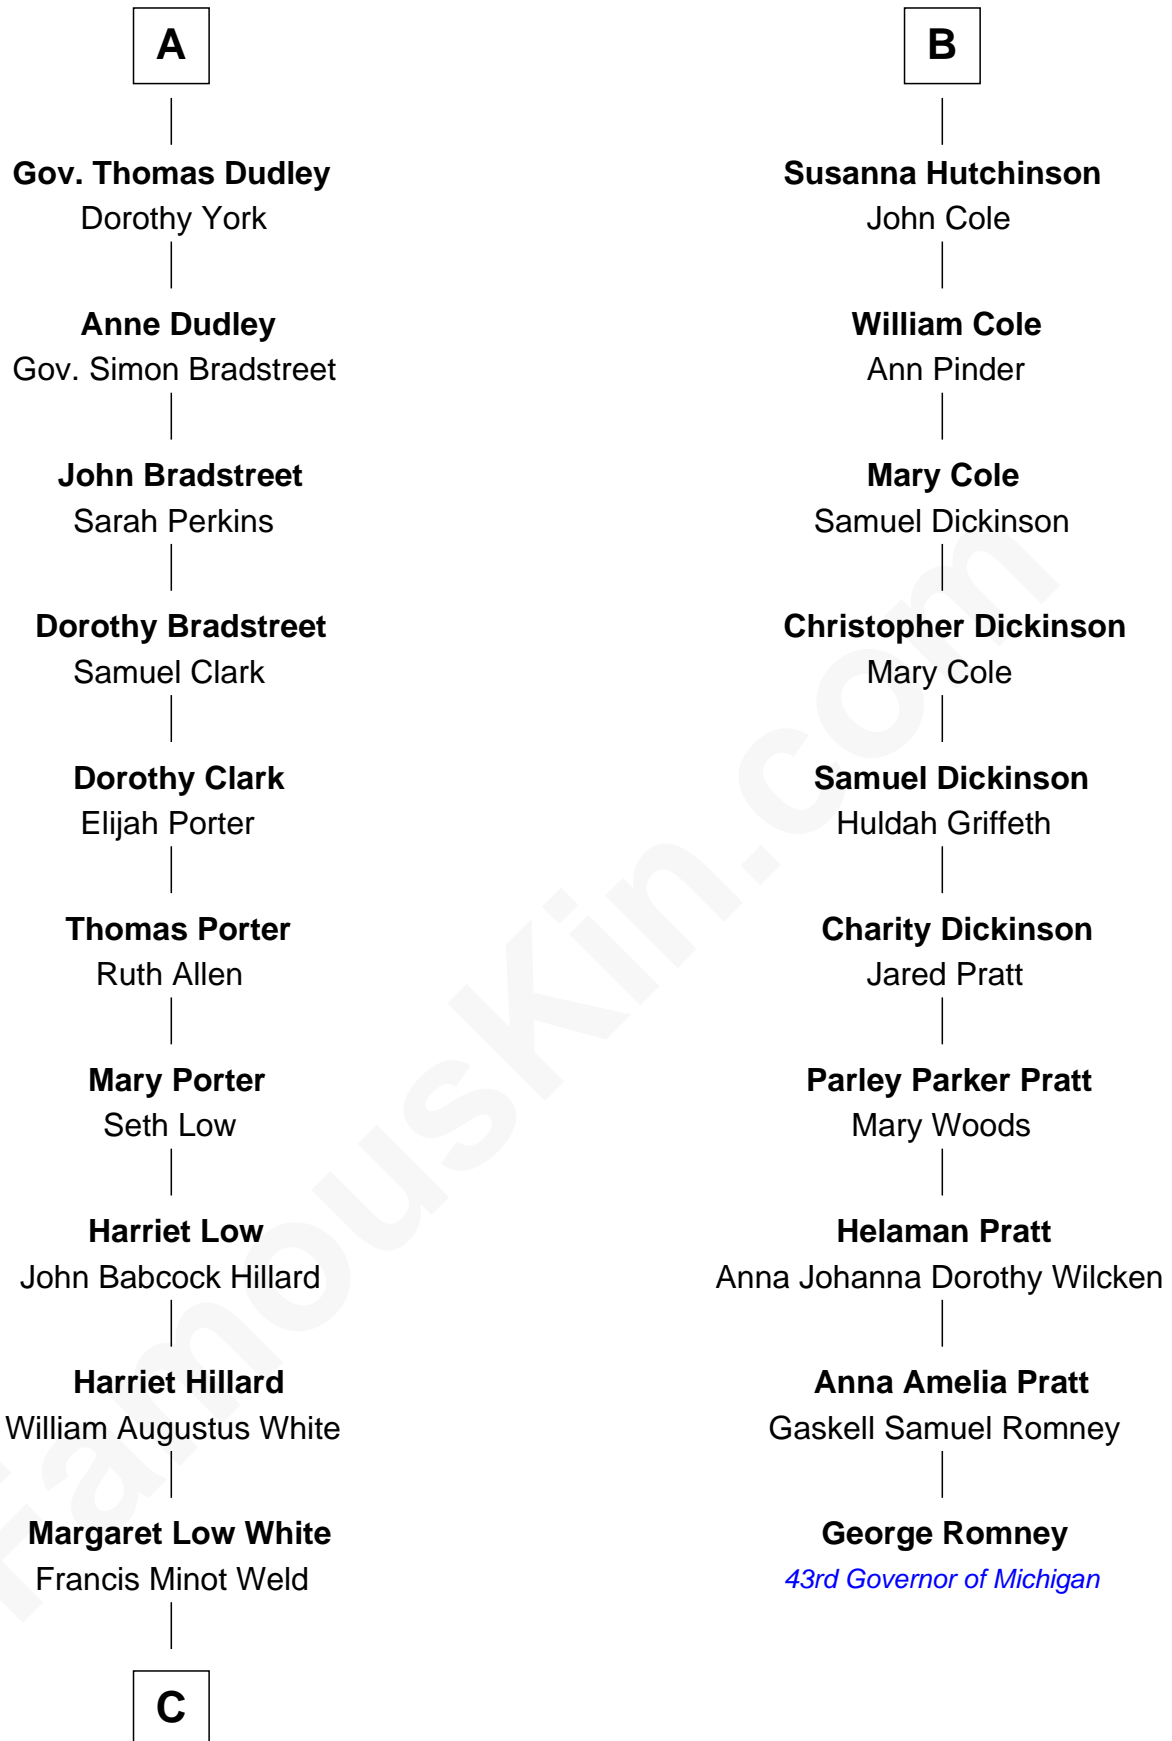 A
Gov. Thomas Dudley
Dorothy York
Anne Dudley
Gov. Simon Bradstreet
John Bradstreet
Sarah Perkins
Dorothy Bradstreet
Samuel Clark
Dorothy Clark
Elijah Porter
Thomas Porter
Ruth Allen
Mary Porter
Seth Low
Harriet Low
John Babcock Hillard
Harriet Hillard
William Augustus White
Margaret Low White
Francis Minot Weld
C
B
Susanna Hutchinson
John Cole
William Cole
Ann Pinder
Mary Cole
Samuel Dickinson
Christopher Dickinson
Mary Cole
Samuel Dickinson
Huldah Griffeth
Charity Dickinson
Jared Pratt
Parley Parker Pratt
Mary Woods
Helaman Pratt
Anna Johanna Dorothy Wilcken
Anna Amelia Pratt
Gaskell Samuel Romney
George Romney
43rd Governor of Michigan
FamousKin.com